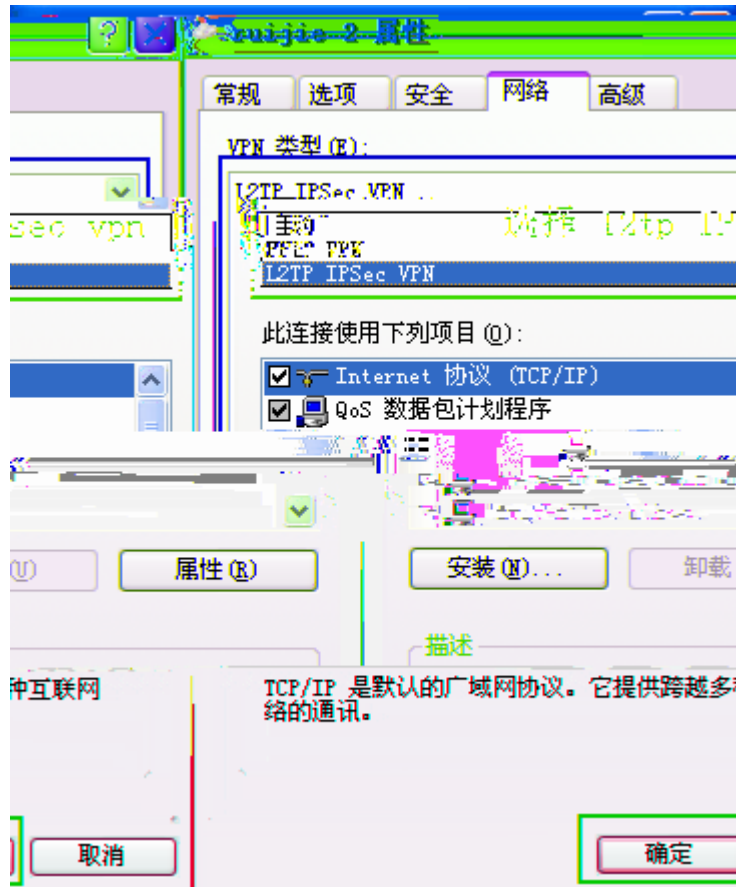 ruijie-2 属性
常规 选项 安全 网络 高级
VPN 类型(E):
L2TP IPSec VPN
sec vpn
选择 l2tp IP
L2TP IPSec VPN
此连接使用下列项目(O):
Internet 协议 (TCP/IP)
QoS 数据包计划程序
(U) 属性(R) 安装(N)... 卸载
描述
种互联网 TCP/IP 是默认的广域网协议。它提供跨越多种
络的通讯。
取消 确定